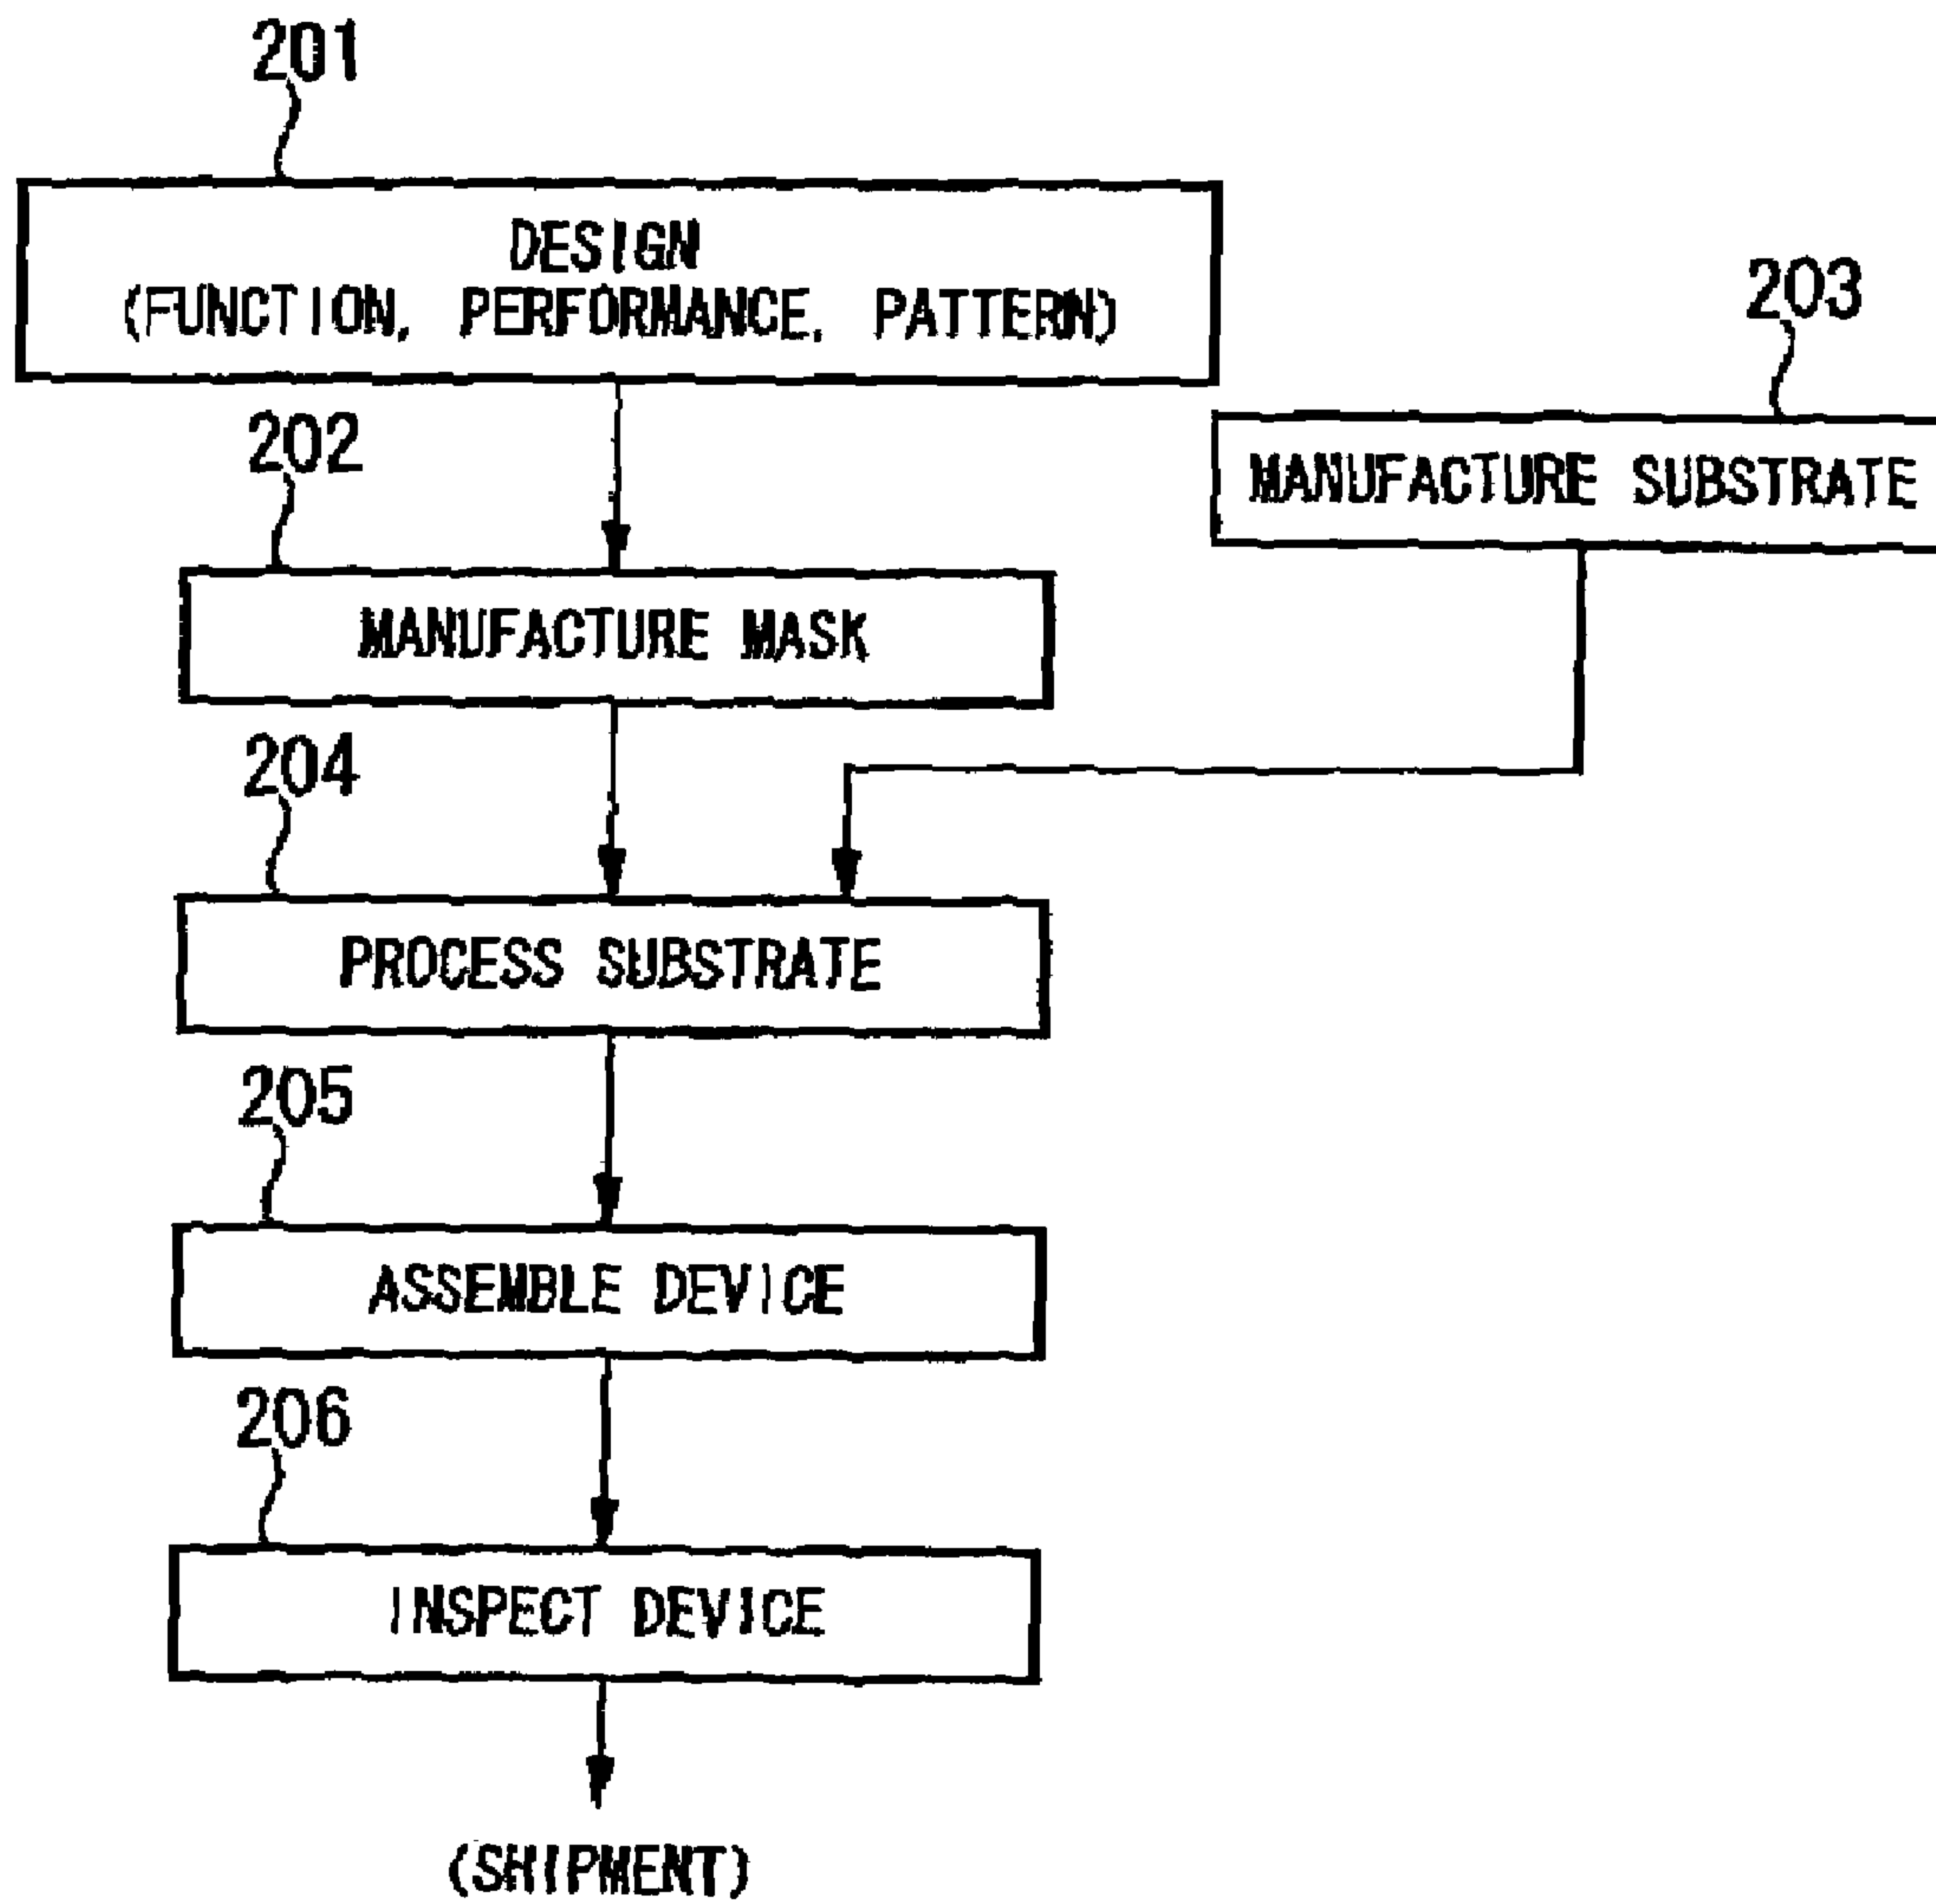 201
DESIGN
(FUNCTION, PERFORMANCE, PATTERN)
203
MANUFACTURE SUBSTRATE
202
MANUFACTURE MASK
204
PROCESS SUBSTRATE
205
ASSEMBLE DEVICE
206
INSPECT DEVICE
(SHIPMENT)